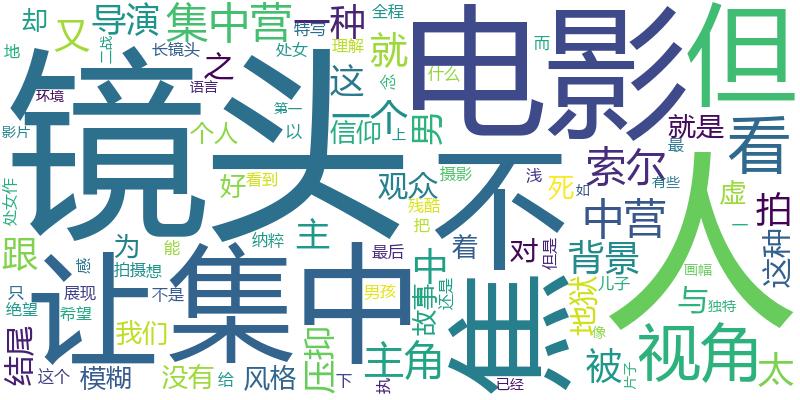 却 又 导演 集中营 一种 全程 特写 理解 电影 但
地 二战 长镜头 处女 之 就 而
镜头 语言 这 一个 总 什么
环境 第一 以 信仰 上 男 就是 看
影片 个人 不 索尔 最 人
处女作 好 看到 观众 摄影 浅 死 如 有些 虚 拍
残酷 把 中营 一
跟 为 能 纳粹 主 着 对 但是 背景 这种
让 集中 感 最后 中 焦 画幅
拍摄 想 故事 还是 地狱 儿子 与 独特
只 展现 不是 男孩 像
绝望 希望 我们 压抑 视角
结尾 主角 被 太
这个 模糊 没有 给 风格 下 执 已经 片子